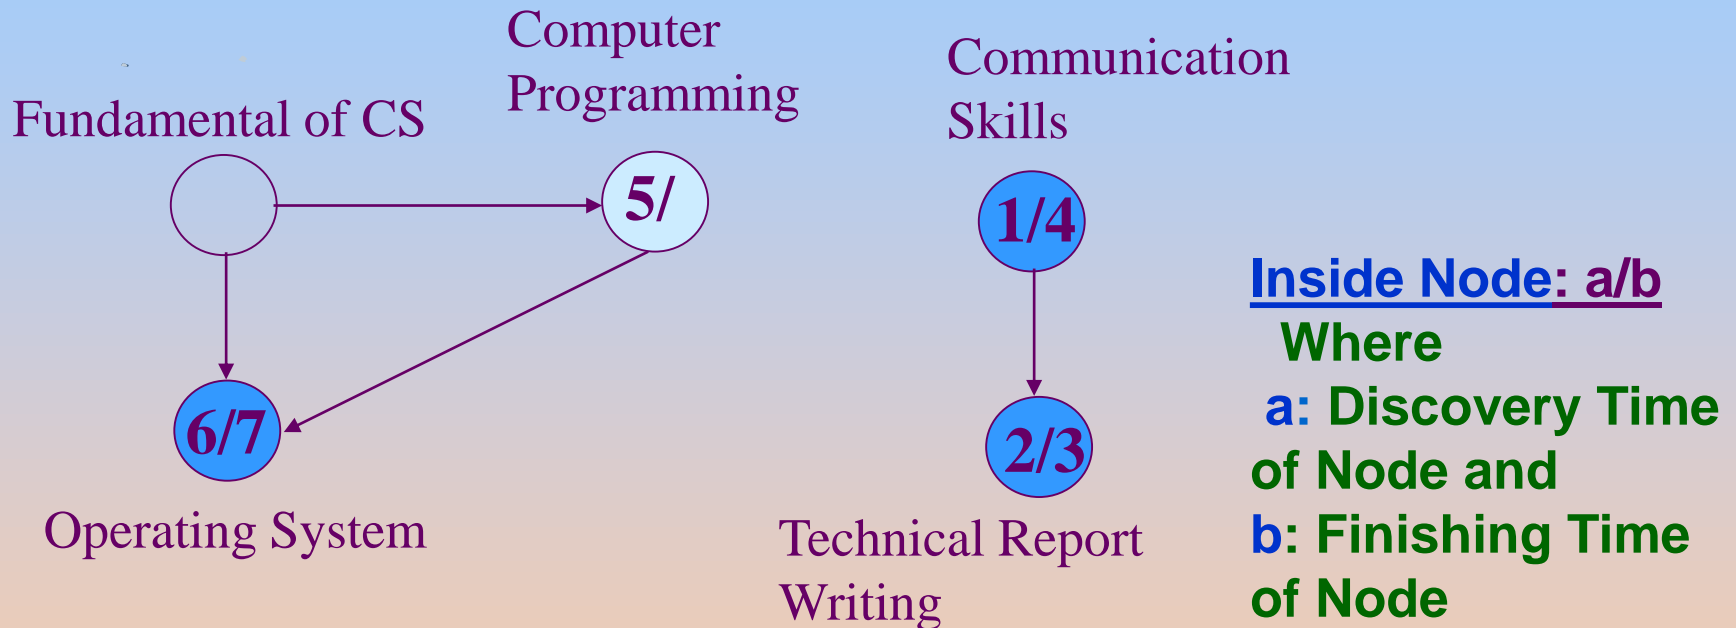 Computer
Programming
Communication
Skills
Fundamental of CS
5/
1/4
Inside Node: a/b
Where
a: Discovery Time
of Node and
b: Finishing Time
of Node
6/7
2/3
Operating System
Technical Report
Writing